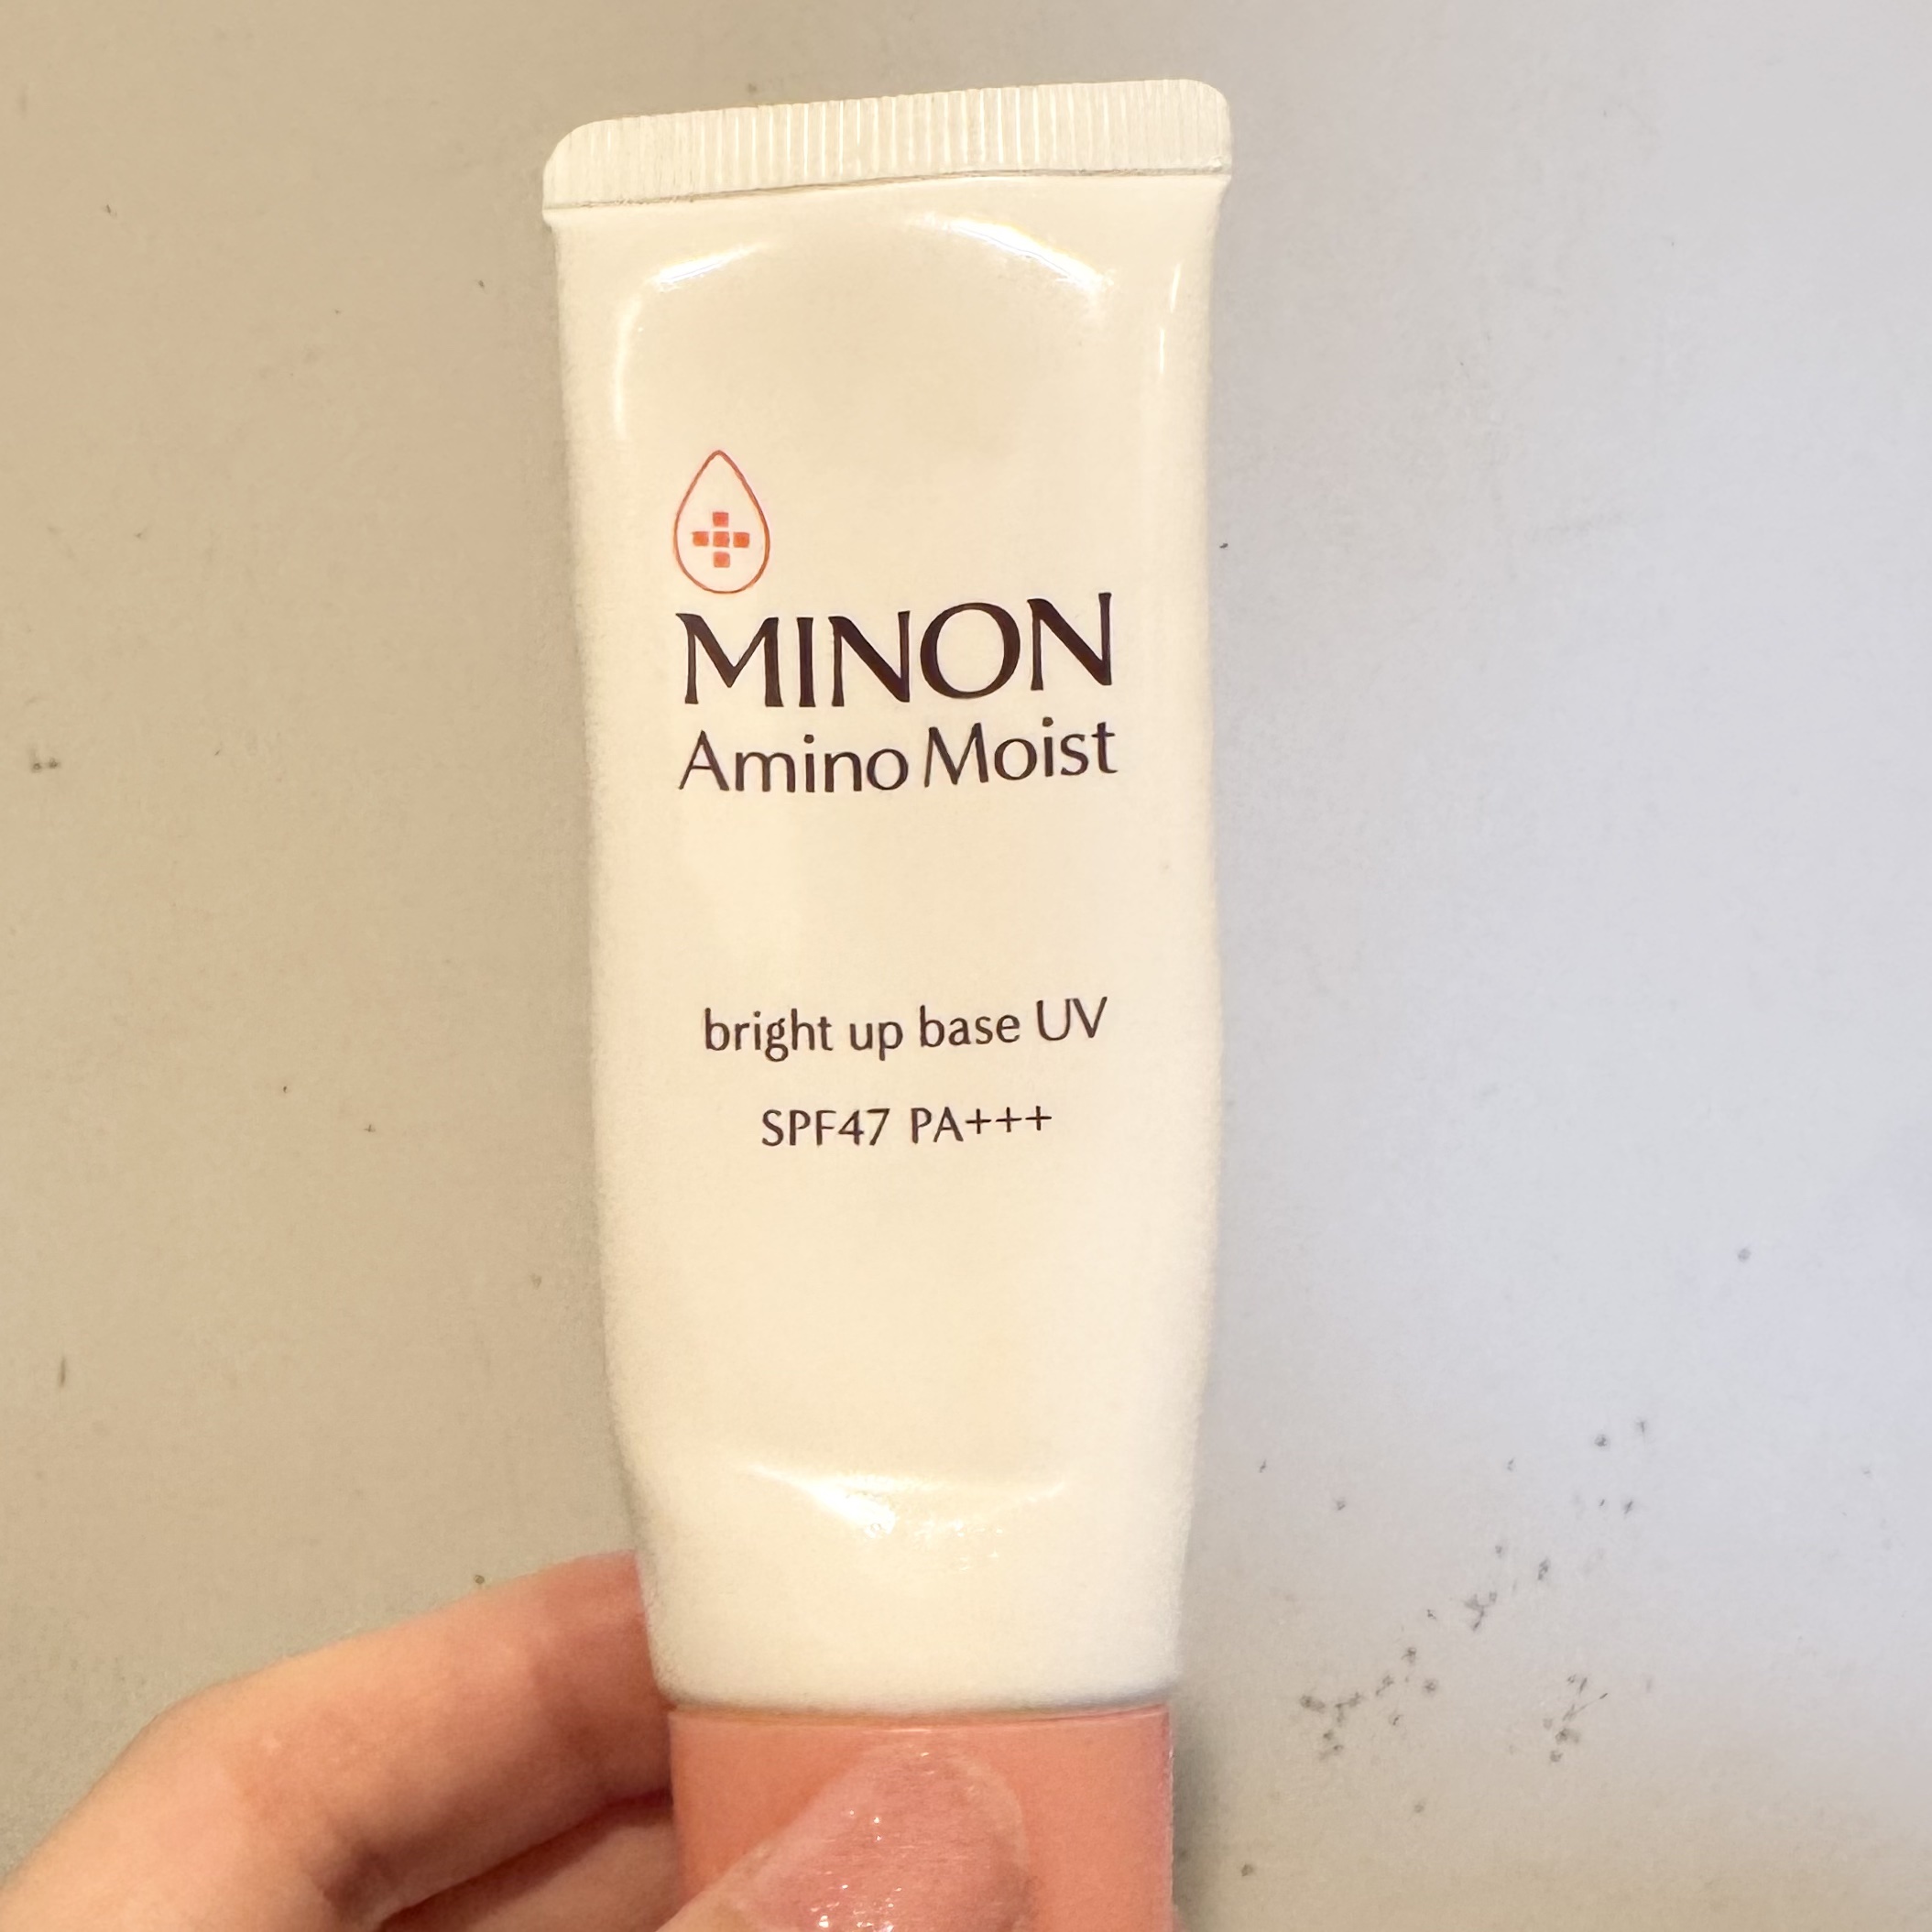 MINON
Amino Moist
bright up base UV
SPF47 PA+++